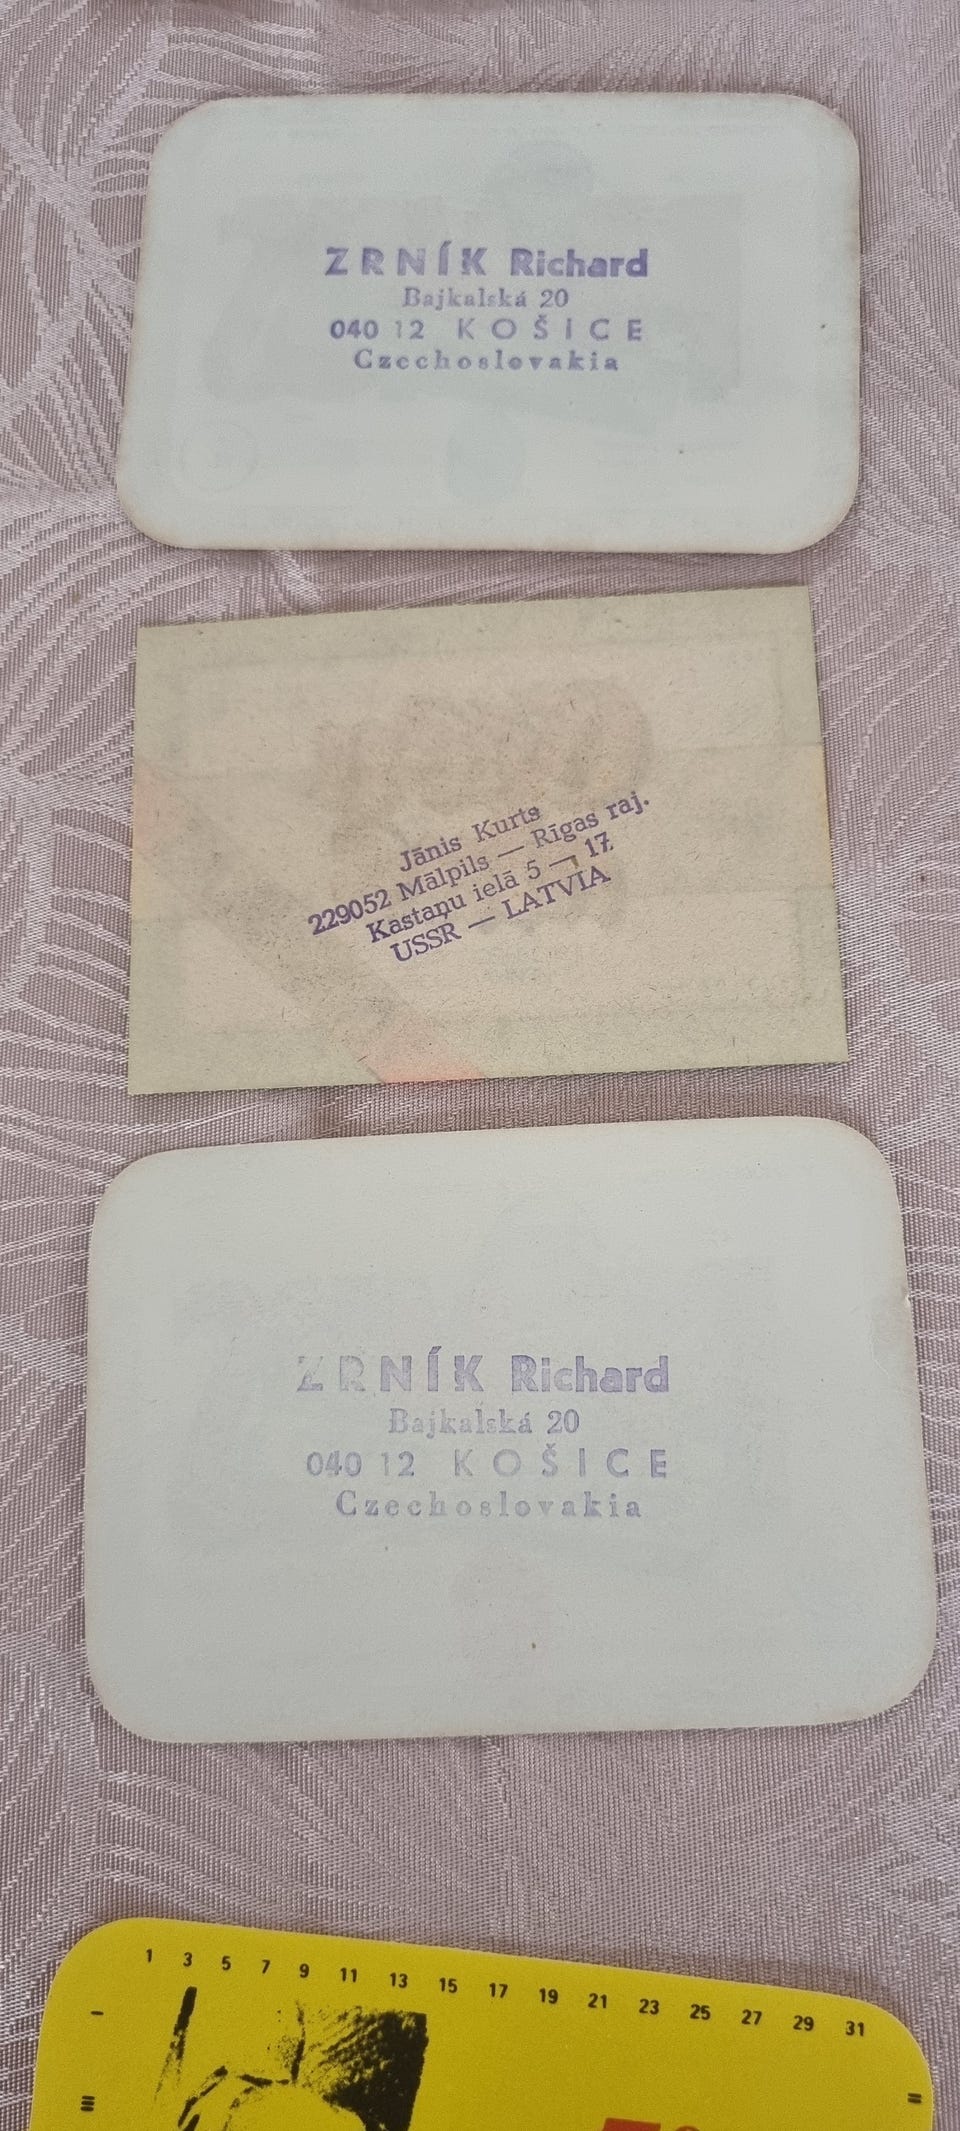 ZRNÍK Richard
Bajkalská 20
040 12 KOŠICE
Czechoslovakia
Jānis Kurts
229052 Mālpils — Rīgas raj.
Kastaņu ielā 5 — 17
USSR — LATVIA
ZRNÍK Richard
Bajkalská 20
040 12 KOŠICE
Czechoslovakia
1 3 5 7 9 11 13 15 17 19 21 23 25 27 29 31
I
III II